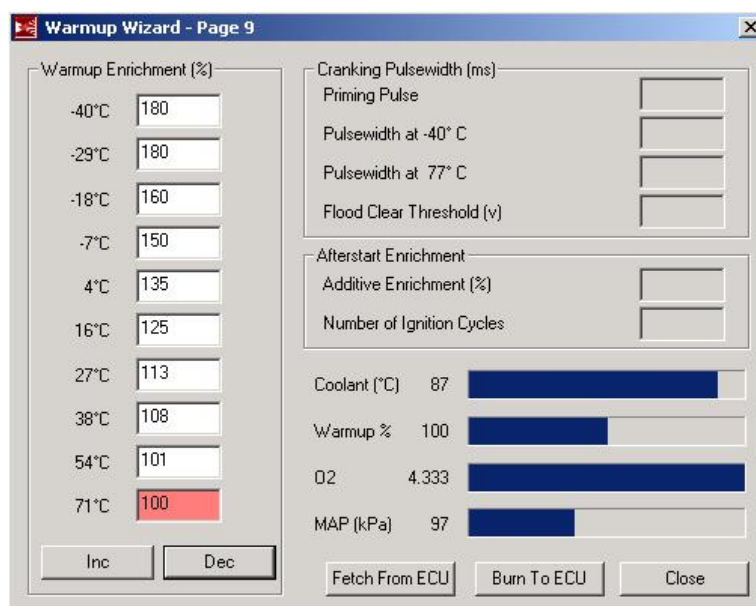 Warmup Wizard - Page 9
Warmup Enrichment (%)
-40°C 180
-29°C 180
-18°C 160
-7°C 150
4°C 135
16°C 125
27°C 113
38°C 108
54°C 101
71°C 100
Inc Dec
Cranking Pulsewidth (ms)
Priming Pulse
Pulsewidth at -40° C
Pulsewidth at 77° C
Flood Clear Threshold (v)
Afterstart Enrichment
Additive Enrichment (%)
Number of Ignition Cycles
Coolant (°C) 87
Warmup % 100
O2 4.333
MAP (kPa) 97
Fetch From ECU Burn To ECU Close